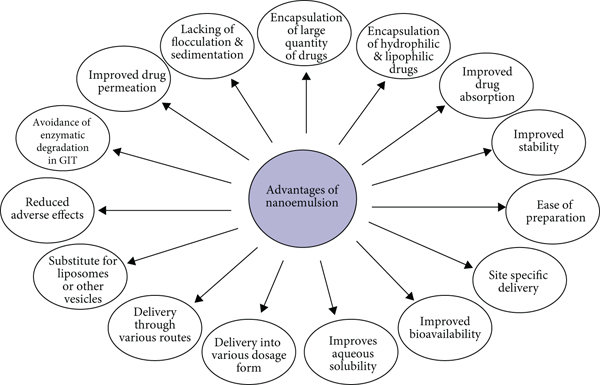 Encapsulation
of large
quantity
of drugs
Encapsulation
of hydrophilic
& lipophilic
drugs
Improved
drug
absorption
Improved
stability
Ease of
preparation
Site specific
delivery
Improved
bioavailability
Improves
aqueous
solubility
Delivery into
various dosage
form
Delivery
through
various routes
Substitute for
liposomes
or other
vesicles
Reduced
adverse effects
Avoidance of
enzymatic
degradation
in GIT
Improved drug
permeation
Lacking of
flocculation &
sedimentation
Advantages of
nanoemulsion